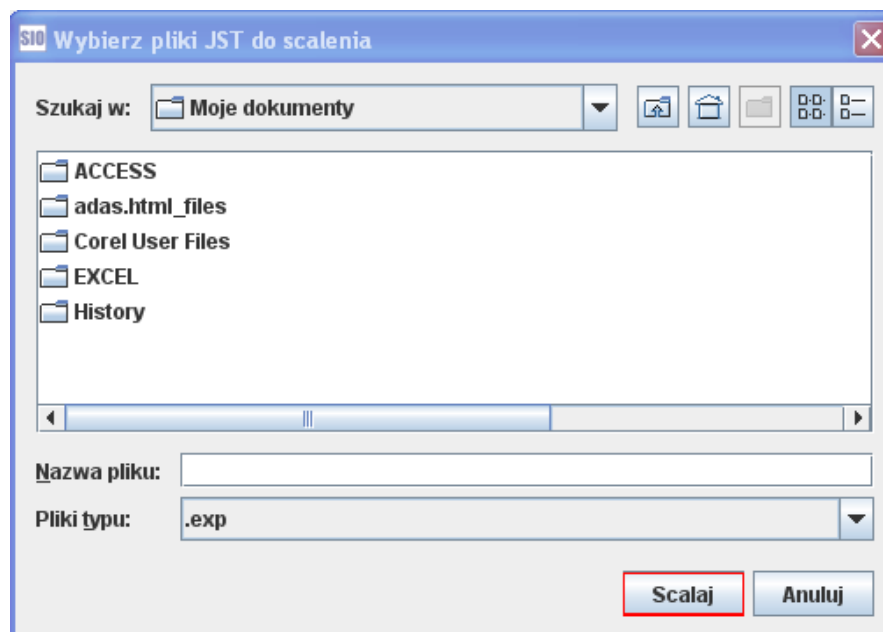 SIO Wybierz pliki JST do scalenia
Szukaj w: Moje dokumenty
ACCESS
adas.html_files
Corel User Files
EXCEL
History
Nazwa pliku:
Pliki typu: .exp
Scalaj Anuluj